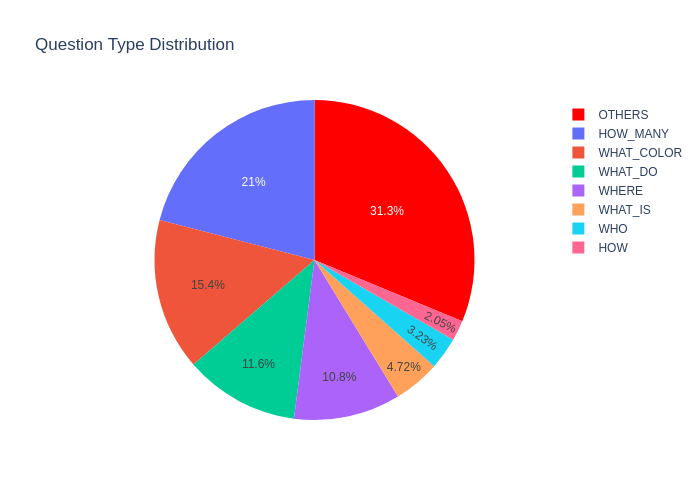 Question Type Distribution
31.3%
21%
15.4%
11.6%
10.8%
4.72%
3.23%
2.05%
OTHERS
HOW_MANY
WHAT_COLOR
WHAT_DO
WHERE
WHAT_IS
WHO
HOW